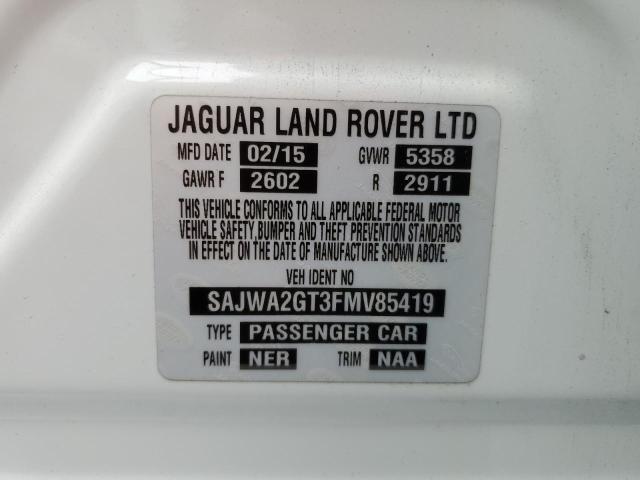 JAGUAR LAND ROVER LTD
MFD DATE 02/15 GVWR 5358
GAWR F 2602 R 2911
THIS VEHICLE CONFORMS TO ALL APPLICABLE FEDERAL MOTOR
VEHICLE SAFETY,BUMPER AND THEFT PREVENTION STANDARDS
IN EFFECT ON THE DATE OF MANUFACTURE SHOWN ABOVE.
VEH IDENT NO
SAJWA2GT3FMV85419
TYPE PASSENGER CAR
PAINT NER TRIM NAA